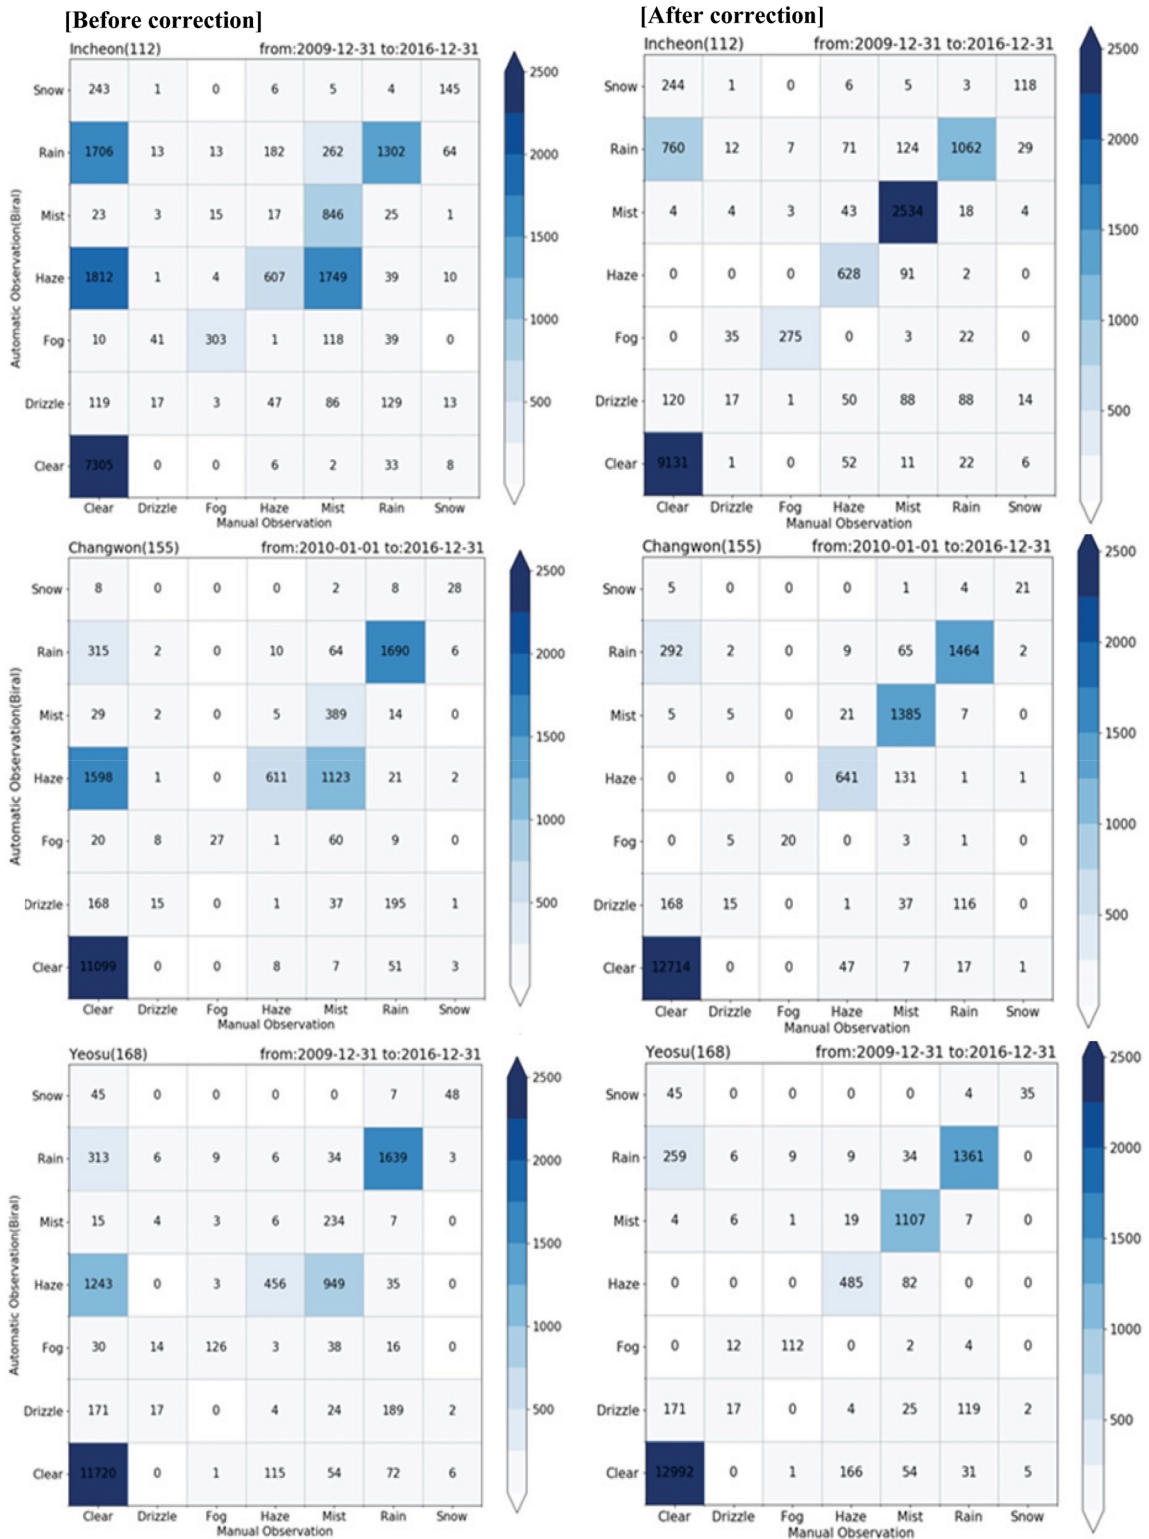 [Before correction]
[After correction]
Incheon(112) from:2009-12-31 to:2016-12-31
Automatic Observation(Biral)
Snow 243 1 0 6 5 4 145
Rain 1706 13 13 182 262 1302 64
Mist 23 3 15 17 846 25 1
Haze 1812 1 4 607 1749 39 10
Fog 10 41 303 1 118 39 0
Drizzle 119 17 3 47 86 129 13
Clear 7305 0 0 6 2 33 8
Clear Drizzle Fog Haze Mist Rain Snow
Manual Observation
2500
2000
1500
1000
500
Incheon(112) from:2009-12-31 to:2016-12-31
Snow 244 1 0 6 5 3 118
Rain 760 12 7 71 124 1062 29
Mist 4 4 3 43 2534 18 4
Haze 0 0 0 628 91 2 0
Fog 0 35 275 0 3 22 0
Drizzle 120 17 1 50 88 88 14
Clear 9131 1 0 52 11 22 6
Clear Drizzle Fog Haze Mist Rain Snow
Manual Observation
2500
2000
1500
1000
500
Changwon(155) from:2010-01-01 to:2016-12-31
Automatic Observation(Biral)
Snow 8 0 0 0 2 8 28
Rain 315 2 0 10 64 1690 6
Mist 29 2 0 5 389 14 0
Haze 1598 1 0 611 1123 21 2
Fog 20 8 27 1 60 9 0
Drizzle 168 15 0 1 37 195 1
Clear 11099 0 0 8 7 51 3
Clear Drizzle Fog Haze Mist Rain Snow
Manual Observation
2500
2000
1500
1000
500
Changwon(155) from:2010-01-01 to:2016-12-31
Snow 5 0 0 0 1 4 21
Rain 292 2 0 9 65 1464 2
Mist 5 5 0 21 1385 7 0
Haze 0 0 0 641 131 1 1
Fog 0 5 20 0 3 1 0
Drizzle 168 15 0 1 37 116 0
Clear 12714 0 0 47 7 17 1
Clear Drizzle Fog Haze Mist Rain Snow
Manual Observation
2500
2000
1500
1000
500
Yeosu(168) from:2009-12-31 to:2016-12-31
Automatic Observation(Biral)
Snow 45 0 0 0 0 7 48
Rain 313 6 9 6 34 1639 3
Mist 15 4 3 6 234 7 0
Haze 1243 0 3 456 949 35 0
Fog 30 14 126 3 38 16 0
Drizzle 171 17 0 4 24 189 2
Clear 11720 0 1 115 54 72 6
Clear Drizzle Fog Haze Mist Rain Snow
Manual Observation
2500
2000
1500
1000
500
Yeosu(168) from:2009-12-31 to:2016-12-31
Snow 45 0 0 0 0 4 35
Rain 259 6 9 9 34 1361 0
Mist 4 6 1 19 1107 7 0
Haze 0 0 0 485 82 0 0
Fog 0 12 112 0 2 4 0
Drizzle 171 17 0 4 25 119 2
Clear 12992 0 1 166 54 31 5
Clear Drizzle Fog Haze Mist Rain Snow
Manual Observation
2500
2000
1500
1000
500